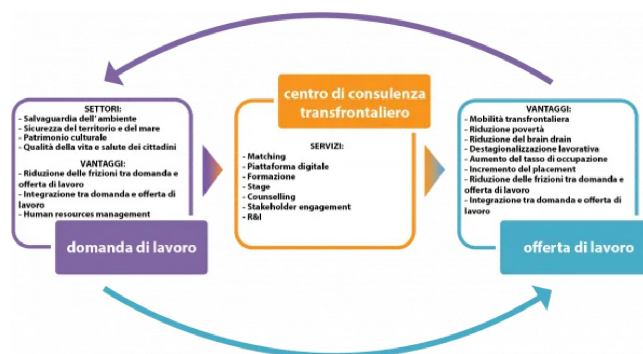 SETTORI:
– Salvaguardia dell'ambiente
– Sicurezza del territorio e del mare
– Patrimonio culturale
– Qualità della vita e salute dei cittadini
VANTAGGI:
– Riduzione delle frizioni tra domanda e
offerta di lavoro
– Integrazione tra domanda e offerta di
lavoro
– Human resources management
domanda di lavoro
centro di consulenza
transfrontaliero
SERVIZI:
– Matching
– Piattaforma digitale
– Formazione
– Stage
– Counselling
– Stakeholder engagement
– R&I
VANTAGGI:
– Mobilità transfrontaliera
– Riduzione povertà
– Riduzione del brain drain
– Destagionalizzazione lavorativa
– Aumento del tasso di occupazione
– Incremento del placement
– Riduzione delle frizioni tra domanda e
offerta di lavoro
– Integrazione tra domanda e offerta di
lavoro
offerta di lavoro